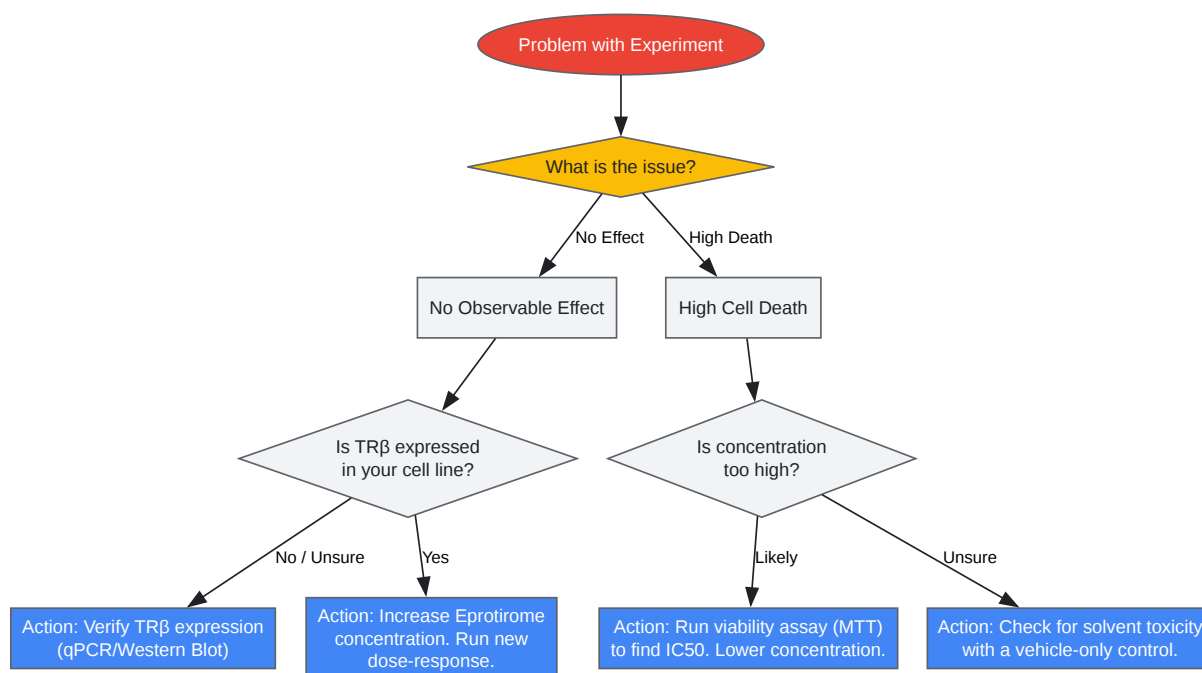 Problem with Experiment
What is the issue?
No Effect
High Death
No Observable Effect
High Cell Death
Is TRβ expressed
in your cell line?
Is concentration
too high?
No / Unsure
Yes
Likely
Unsure
Action: Verify TRβ expression
(qPCR/Western Blot)
Action: Increase Eprotirome
concentration. Run new
dose-response.
Action: Run viability assay (MTT)
to find IC50. Lower concentration.
Action: Check for solvent toxicity
with a vehicle-only control.